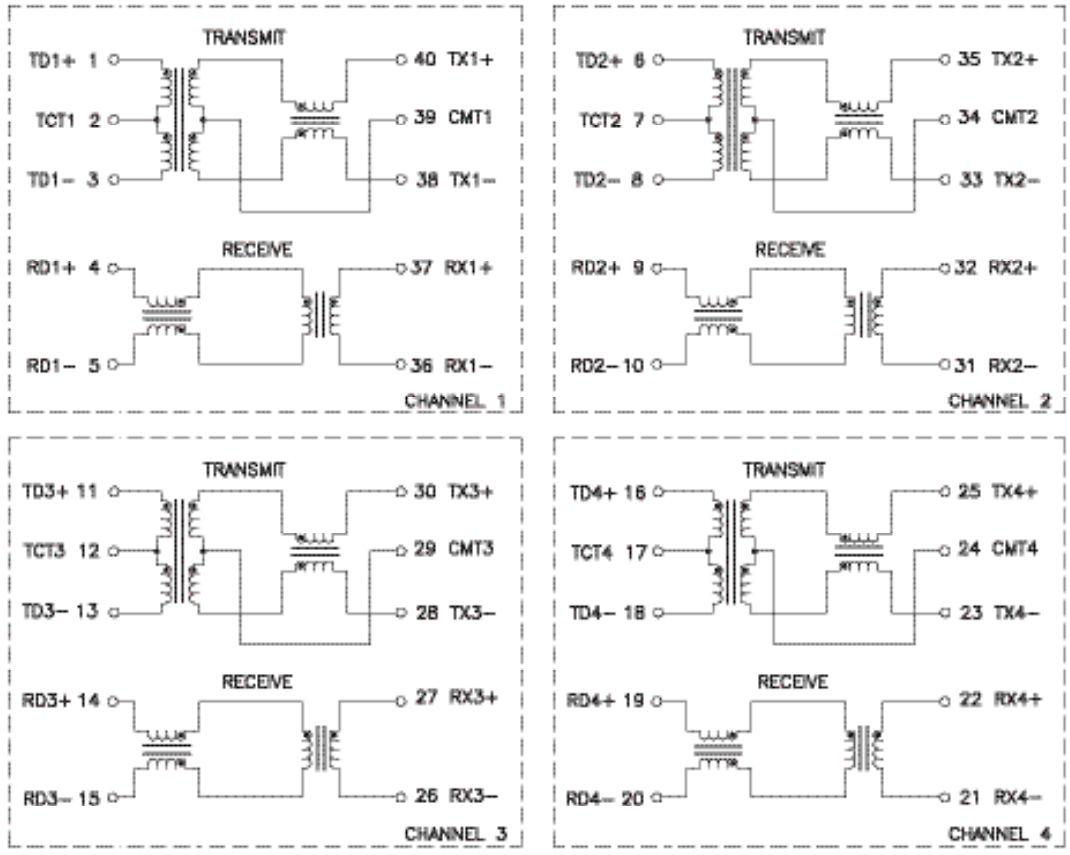 TRANSMIT
TD1+ 1 40 TX1+
TCT1 2 39 CMT1
TD1- 3 38 TX1-
RECEIVE
RD1+ 4 37 RX1+
RD1- 5 36 RX1-
CHANNEL 1
TRANSMIT
TD2+ 6 35 TX2+
TCT2 7 34 CMT2
TD2- 8 33 TX2-
RECEIVE
RD2+ 9 32 RX2+
RD2- 10 31 RX2-
CHANNEL 2
TRANSMIT
TD3+ 11 30 TX3+
TCT3 12 29 CMT3
TD3- 13 28 TX3-
RECEIVE
RD3+ 14 27 RX3+
RD3- 15 26 RX3-
CHANNEL 3
TRANSMIT
TD4+ 16 25 TX4+
TCT4 17 24 CMT4
TD4- 18 23 TX4-
RECEIVE
RD4+ 19 22 RX4+
RD4- 20 21 RX4-
CHANNEL 4